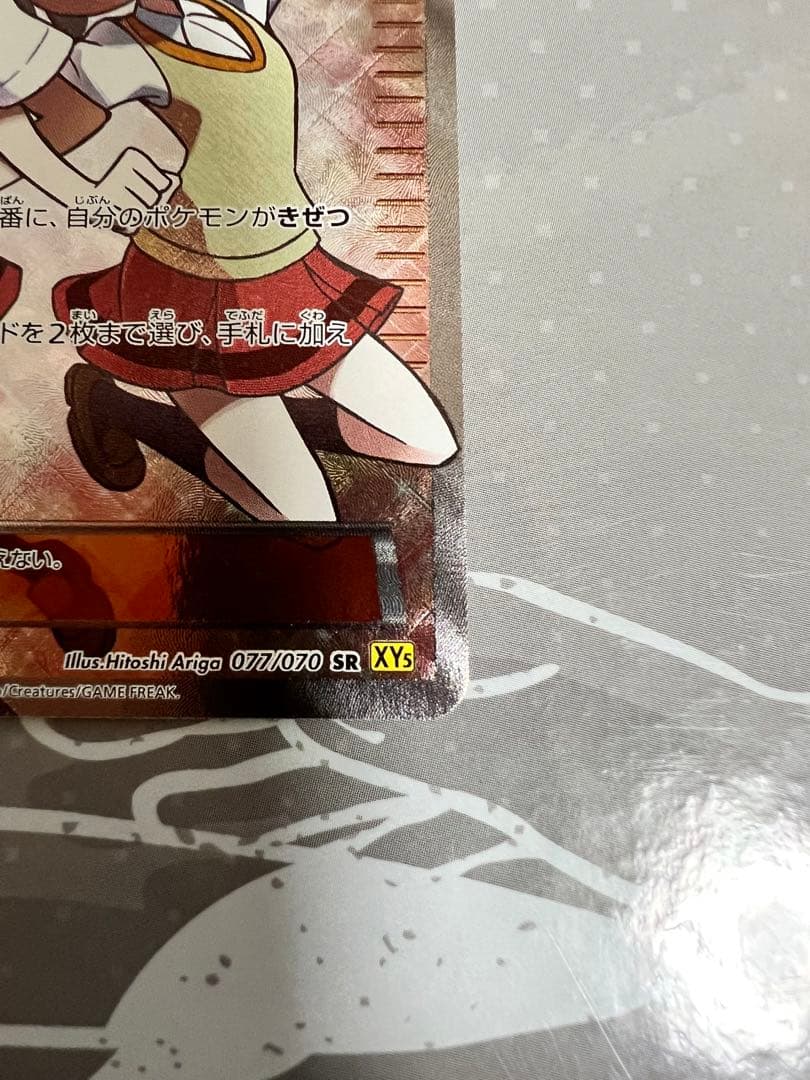 番に、自分のポケモンがきぜつ
ドを2枚まで選び、手札に加え
えない。
Illus.Hitoshi Ariga 077/070 SR XY5
/Creatures/GAME FREAK.